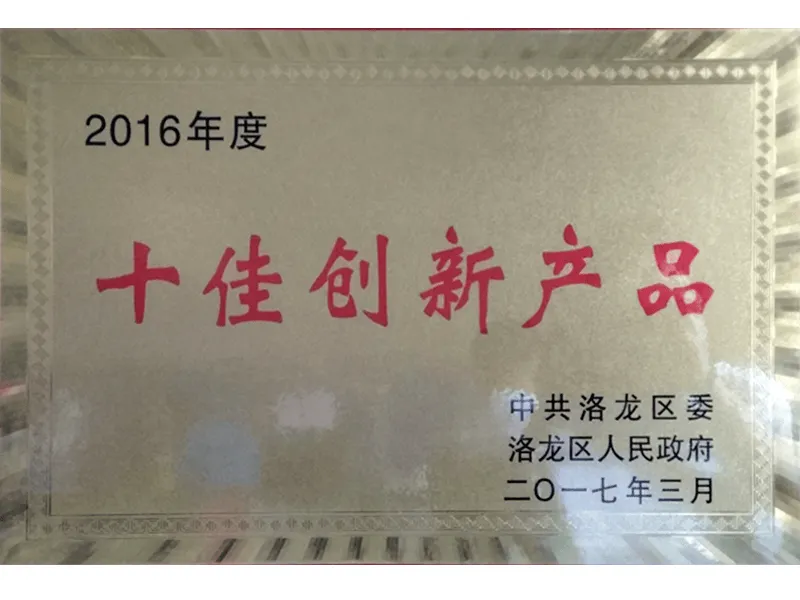 2016年度
十佳创新产品
中共洛龙区委
洛龙区人民政府
二〇一七年三月